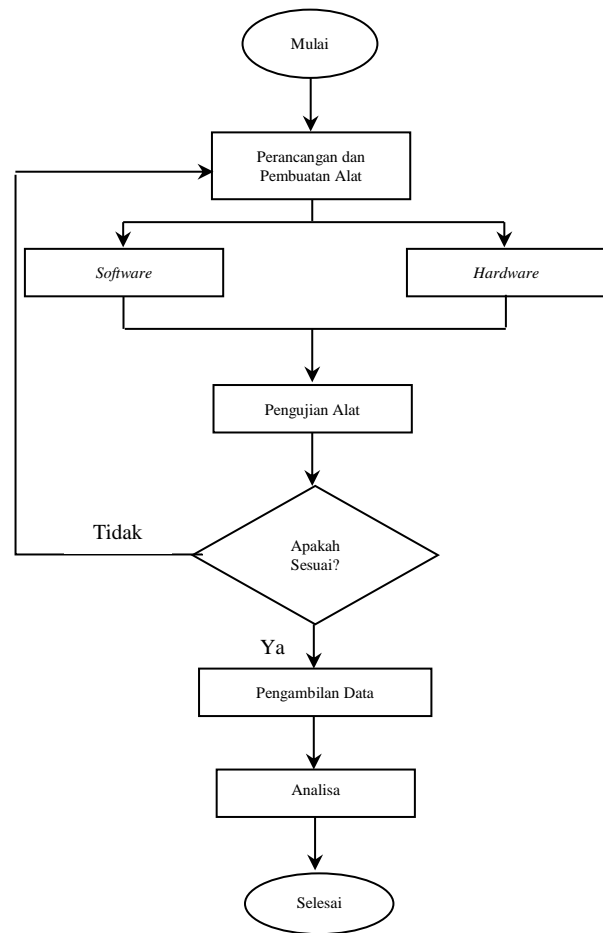 Mulai
Perancangan dan
Pembuatan Alat
Software
Hardware
Pengujian Alat
Tidak
Apakah
Sesuai?
Ya
Pengambilan Data
Analisa
Selesai